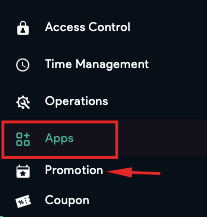 Access Control
Time Management
Operations
Apps
Promotion
Coupon